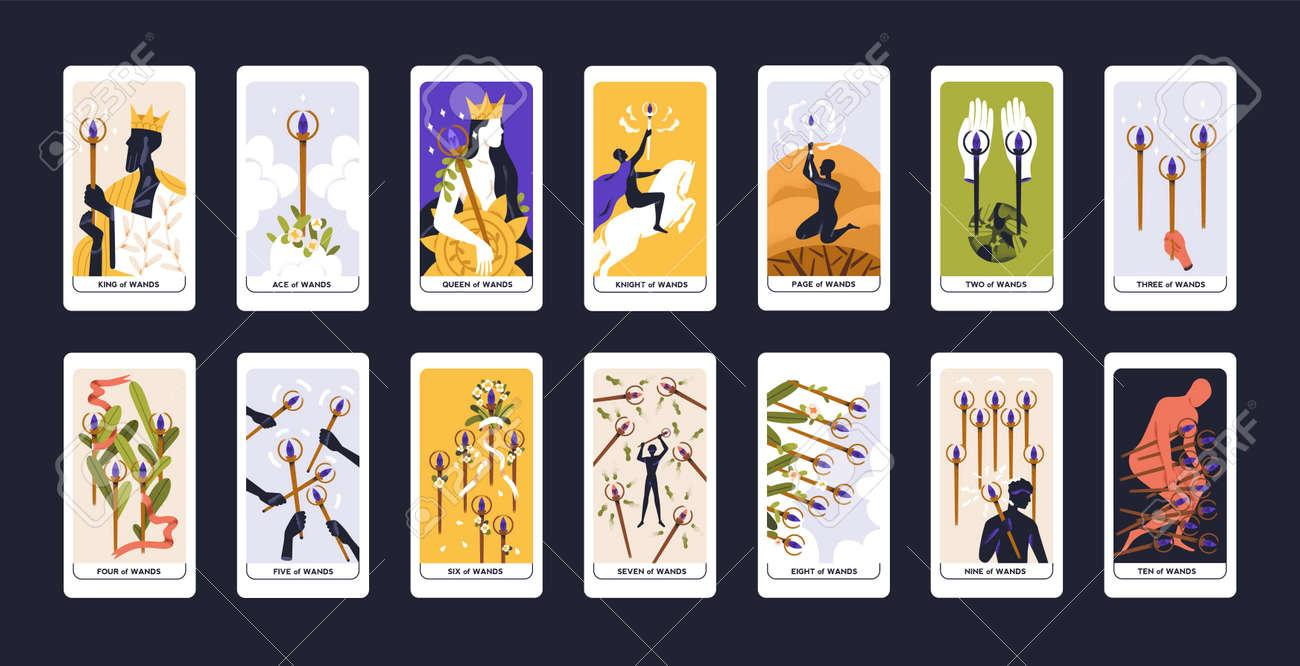 KING of WANDS
ACE of WANDS
QUEEN of WANDS
KNIGHT of WANDS
PAGE of WANDS
TWO of WANDS
THREE of WANDS
FOUR of WANDS
FIVE of WANDS
SIX of WANDS
SEVEN of WANDS
EIGHT of WANDS
NINE of WANDS
TEN of WANDS
123RF